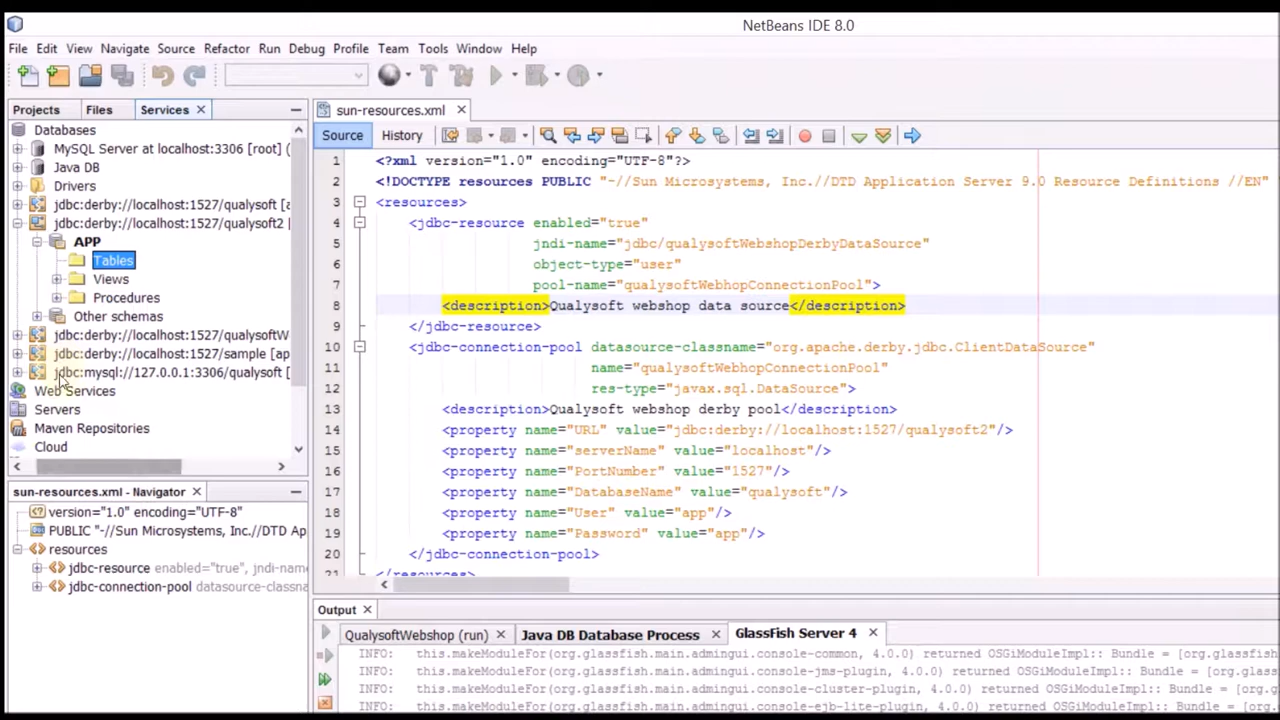 NetBeans IDE 8.0
File Edit View Navigate Source Refactor Run Debug Profile Team Tools Window Help
Projects Files Services
Databases
MySQL Server at localhost:3306 [root] (
Java DB
Drivers
jdbc:derby://localhost:1527/qualysoft [a
jdbc:derby://localhost:1527/qualysoft2
APP
Tables
Views
Procedures
Other schemas
jdbc:derby://localhost:1527/qualysoftW
jdbc:derby://localhost:1527/sample [ap
jdbc:mysql://127.0.0.1:3306/qualysoft [
Web Services
Servers
Maven Repositories
Cloud
sun-resources.xml - Navigator
version="1.0" encoding="UTF-8"
PUBLIC "-//Sun Microsystems, Inc.//DTD Ap
resources
jdbc-resource enabled="true", jndi-name
jdbc-connection-pool datasource-classna
sun-resources.xml
Source History
1 <?xml version="1.0" encoding="UTF-8"?>
2 <!DOCTYPE resources PUBLIC "-//Sun Microsystems, Inc.//DTD Application Server 9.0 Resource Definitions //EN"
3 <resources>
4 <jdbc-resource enabled="true"
5 jndi-name="jdbc/qualysoftWebshopDerbyDataSource"
6 object-type="user"
7 pool-name="qualysoftWebhopConnectionPool">
8 <description>Qualysoft webshop data source</description>
9 </jdbc-resource>
10 <jdbc-connection-pool datasource-classname="org.apache.derby.jdbc.ClientDataSource"
11 name="qualysoftWebhopConnectionPool"
12 res-type="javax.sql.DataSource">
13 <description>Qualysoft webshop derby pool</description>
14 <property name="URL" value="jdbc:derby://localhost:1527/qualysoft2"/>
15 <property name="serverName" value="localhost"/>
16 <property name="PortNumber" value="1527"/>
17 <property name="DatabaseName" value="qualysoft"/>
18 <property name="User" value="app"/>
19 <property name="Password" value="app"/>
20 </jdbc-connection-pool>
21 </resources>
Output
QualysoftWebshop (run) Java DB Database Process GlassFish Server 4
INFO: this.makeModuleFor(org.glassfish.main.admingui.console-common, 4.0.0) returned OSGiModuleImpl:: Bundle = [org.glassfish
INFO: this.makeModuleFor(org.glassfish.main.admingui.console-jms-plugin, 4.0.0) returned OSGiModuleImpl:: Bundle = [org.glass
INFO: this.makeModuleFor(org.glassfish.main.admingui.console-cluster-plugin, 4.0.0) returned OSGiModuleImpl:: Bundle = [org.g
INFO: this.makeModuleFor(org.glassfish.main.admingui.console-ejb-lite-plugin, 4.0.0) returned OSGiModuleImpl:: Bundle = [org.